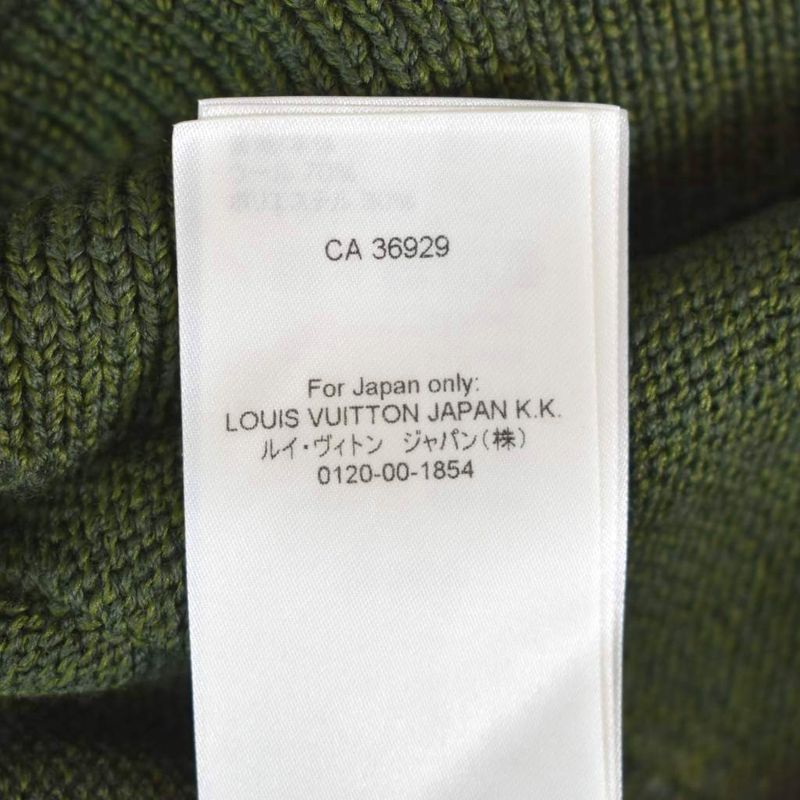 CA 36929
For Japan only:
LOUIS VUITTON JAPAN K.K.
ルイ・ヴィトン ジャパン(株)
0120-00-1854